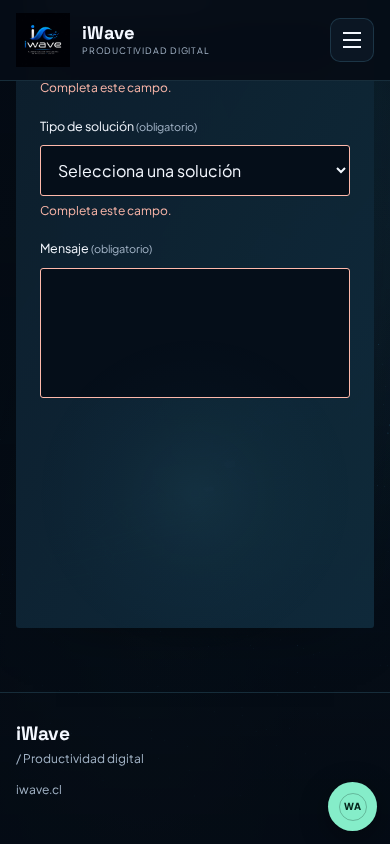 iwave
iWave
PRODUCTIVIDAD DIGITAL
Completa este campo.
Tipo de solución (obligatorio)
Selecciona una solución
Completa este campo.
Mensaje (obligatorio)
iWave
/ Productividad digital
iwave.cl
WA